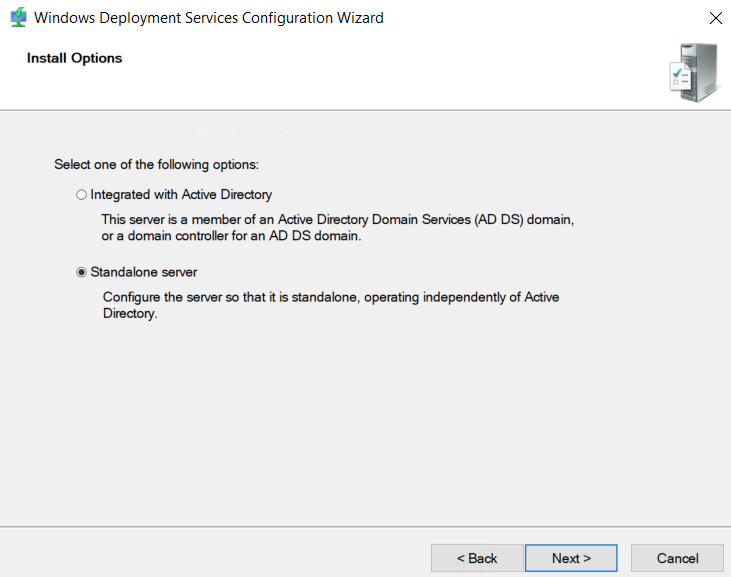 Windows Deployment Services Configuration Wizard
Install Options
Select one of the following options:
Integrated with Active Directory
This server is a member of an Active Directory Domain Services (AD DS) domain,
or a domain controller for an AD DS domain.
Standalone server
Configure the server so that it is standalone, operating independently of Active
Directory.
< Back Next > Cancel